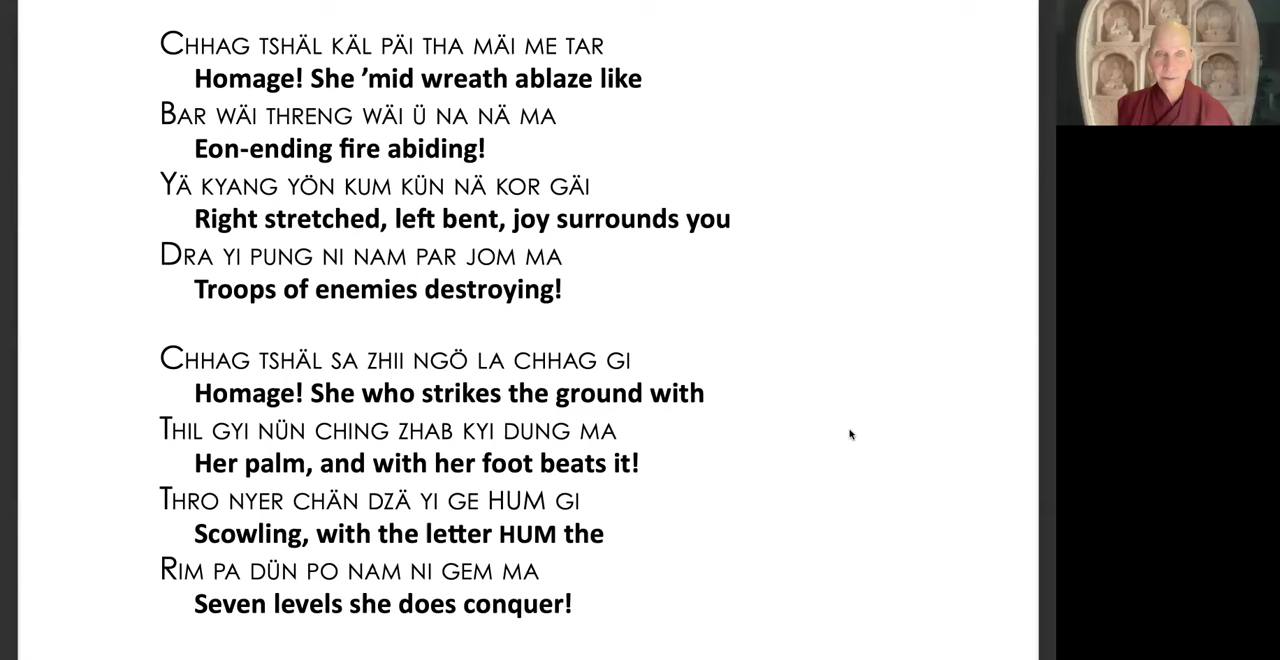 CHHAG TSHÄL KÄL PÄI THA MÄI ME TAR
Homage! She ’mid wreath ablaze like
BAR WÄI THRENG WÄI Ü NA NÄ MA
Eon-ending fire abiding!
YÄ KYANG YÖN KUM KÜN NÄ KOR GÄI
Right stretched, left bent, joy surrounds you
DRA YI PUNG NI NAM PAR JOM MA
Troops of enemies destroying!
CHHAG TSHÄL SA ZHII NGÖ LA CHHAG GI
Homage! She who strikes the ground with
THIL GYI NÜN CHING ZHAB KYI DUNG MA
Her palm, and with her foot beats it!
THRO NYER CHÄN DZÄ YI GE HUM GI
Scowling, with the letter HUM the
RIM PA DÜN PO NAM NI GEM MA
Seven levels she does conquer!